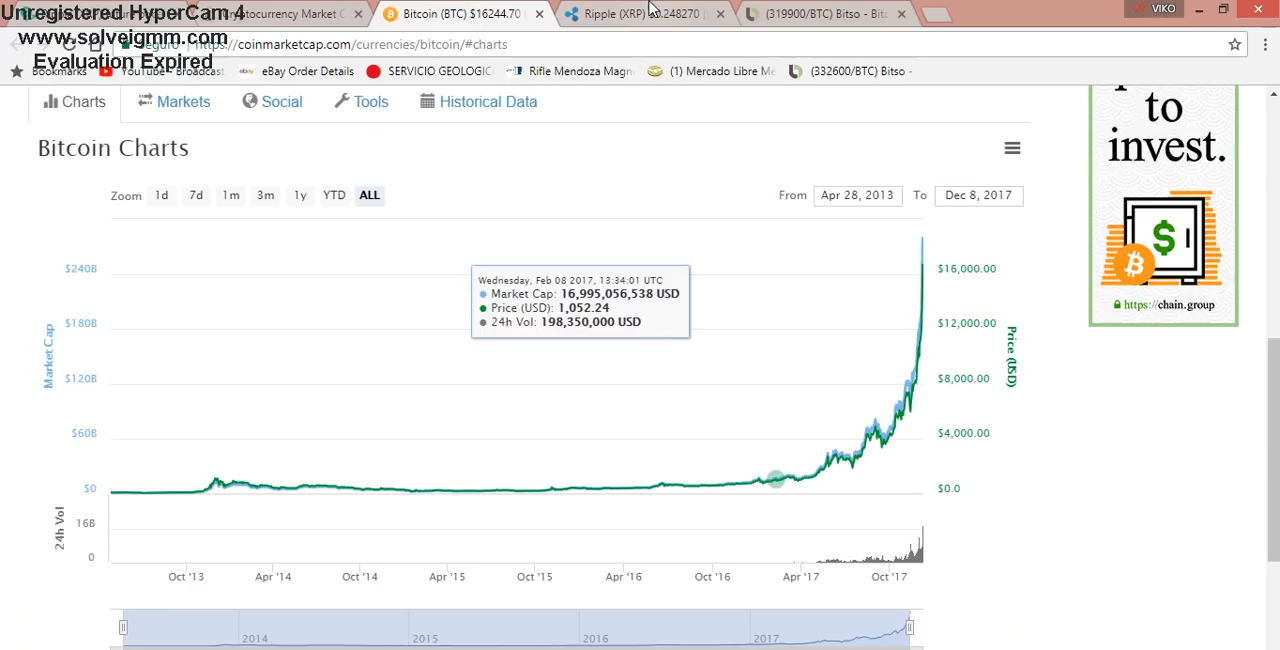 Unregistered HyperCam 4
www.solveigmm.com
Evaluation Expired
Cryptocurrency Market C
Bitcoin (BTC) $16244.70
Ripple (XRP) .248270
(319900/BTC) Bitso - Bitc
VIKO
https://coinmarketcap.com/currencies/bitcoin/#charts
Bookmarks
YouTube - Broadcast
eBay Order Details
SERVICIO GEOLOGIC
Rifle Mendoza Magn
(1) Mercado Libre Me
(332600/BTC) Bitso -
Charts
Markets
Social
Tools
Historical Data
to
invest.
https://chain.group
Bitcoin Charts
Zoom 1d 7d 1m 3m 1y YTD ALL
From Apr 28, 2013 To Dec 8, 2017
$240B
$180B
$120B
$60B
$0
Market Cap
Wednesday, Feb 08 2017, 13:34:01 UTC
Market Cap: 16,995,056,538 USD
Price (USD): 1,052.24
24h Vol: 198,350,000 USD
$16,000.00
$12,000.00
$8,000.00
$4,000.00
$0.0
Price (USD)
24h Vol
16B
0
Oct '13 Apr '14 Oct '14 Apr '15 Oct '15 Apr '16 Oct '16 Apr '17 Oct '17
2014 2015 2016 2017